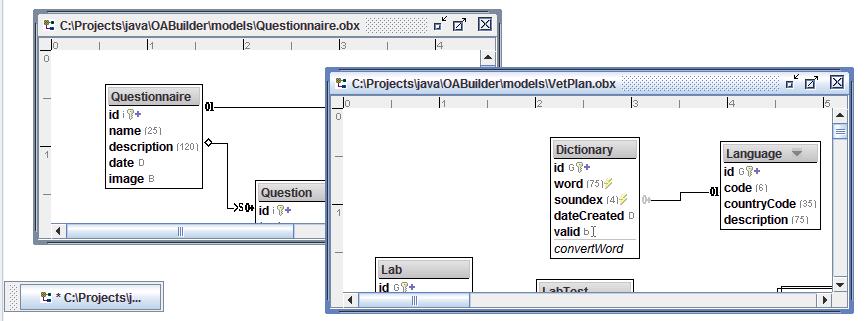 C:\Projects\java\OABuilder\models\Questionnaire.obx
0 1 2 3 4
0
1
Questionnaire
id i
name (25)
description (120)
date D
image B
01
>S 0+
Question
id i
C:\Projects\java\OABuilder\models\VetPlan.obx
0 1 2 3 4 5
0
1
Dictionary
id G
word (75)
soundex (4)
dateCreated D
valid b
convertWord
0+
01
Language
id G
code (6)
countryCode (35)
description (75)
Lab
id G
LabTest
* C:\Projects\j...